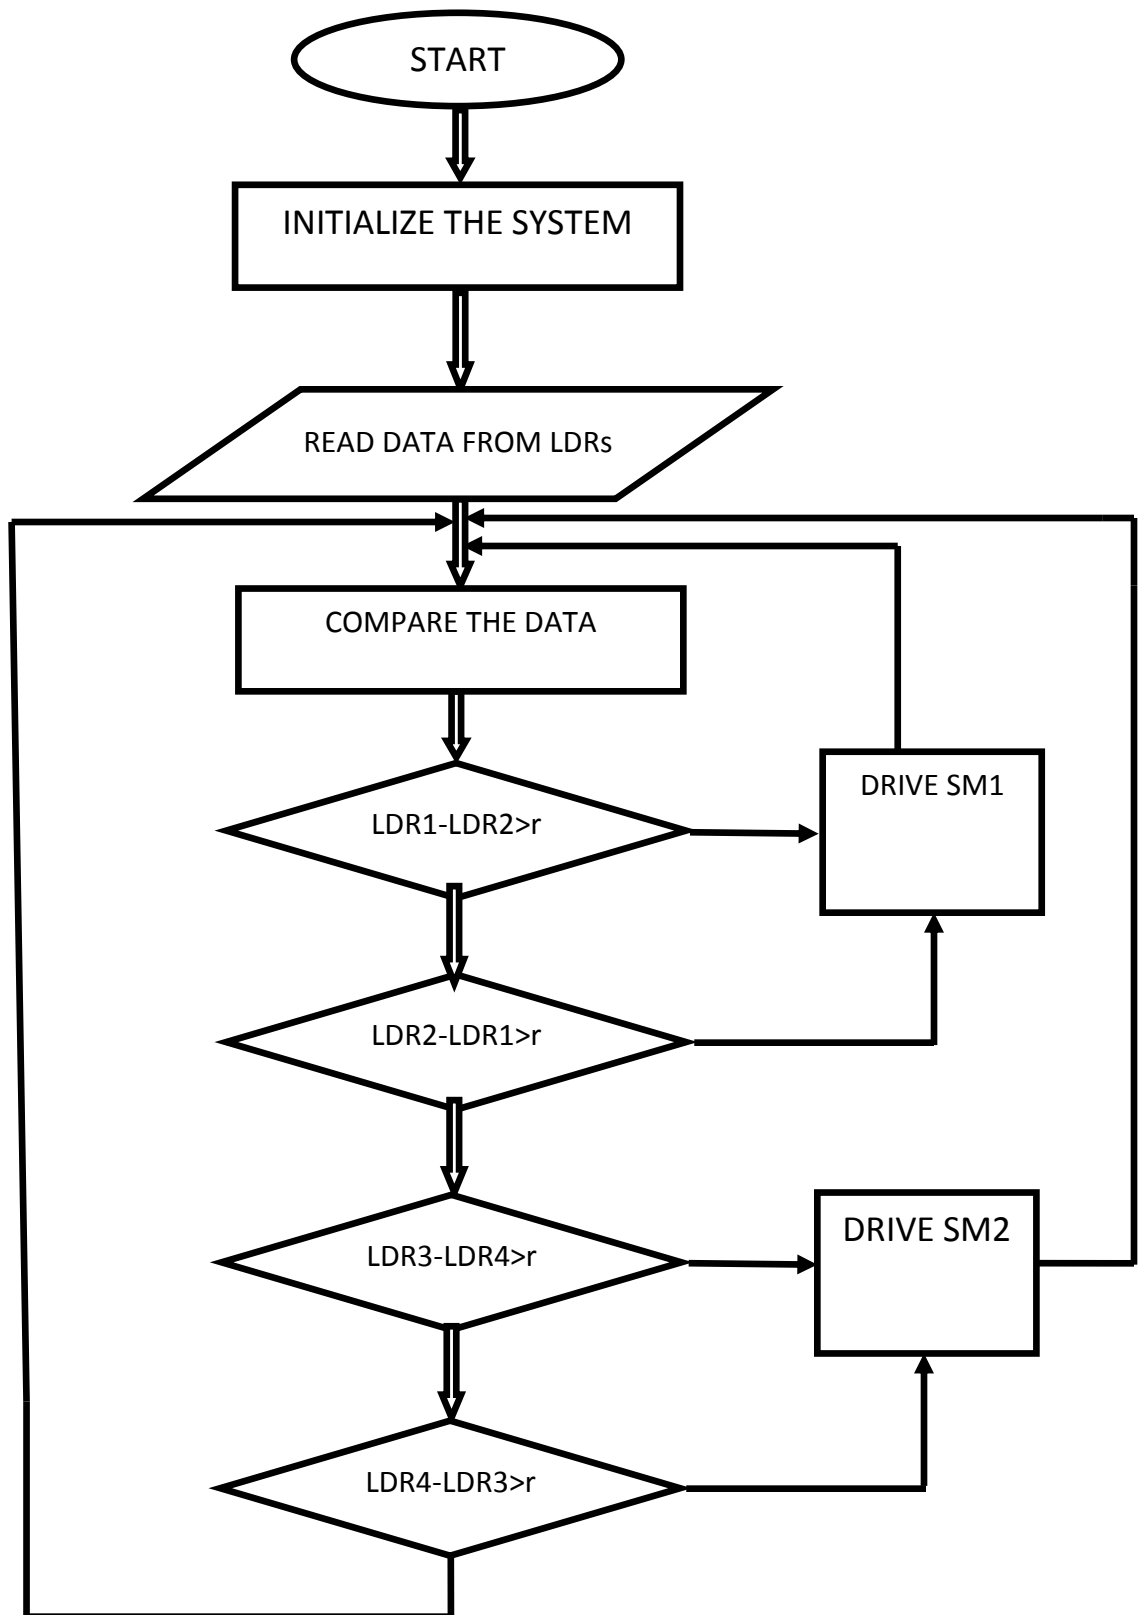 START
INITIALIZE THE SYSTEM
READ DATA FROM LDRs
COMPARE THE DATA
LDR1-LDR2>r
DRIVE SM1
LDR2-LDR1>r
LDR3-LDR4>r
DRIVE SM2
LDR4-LDR3>r